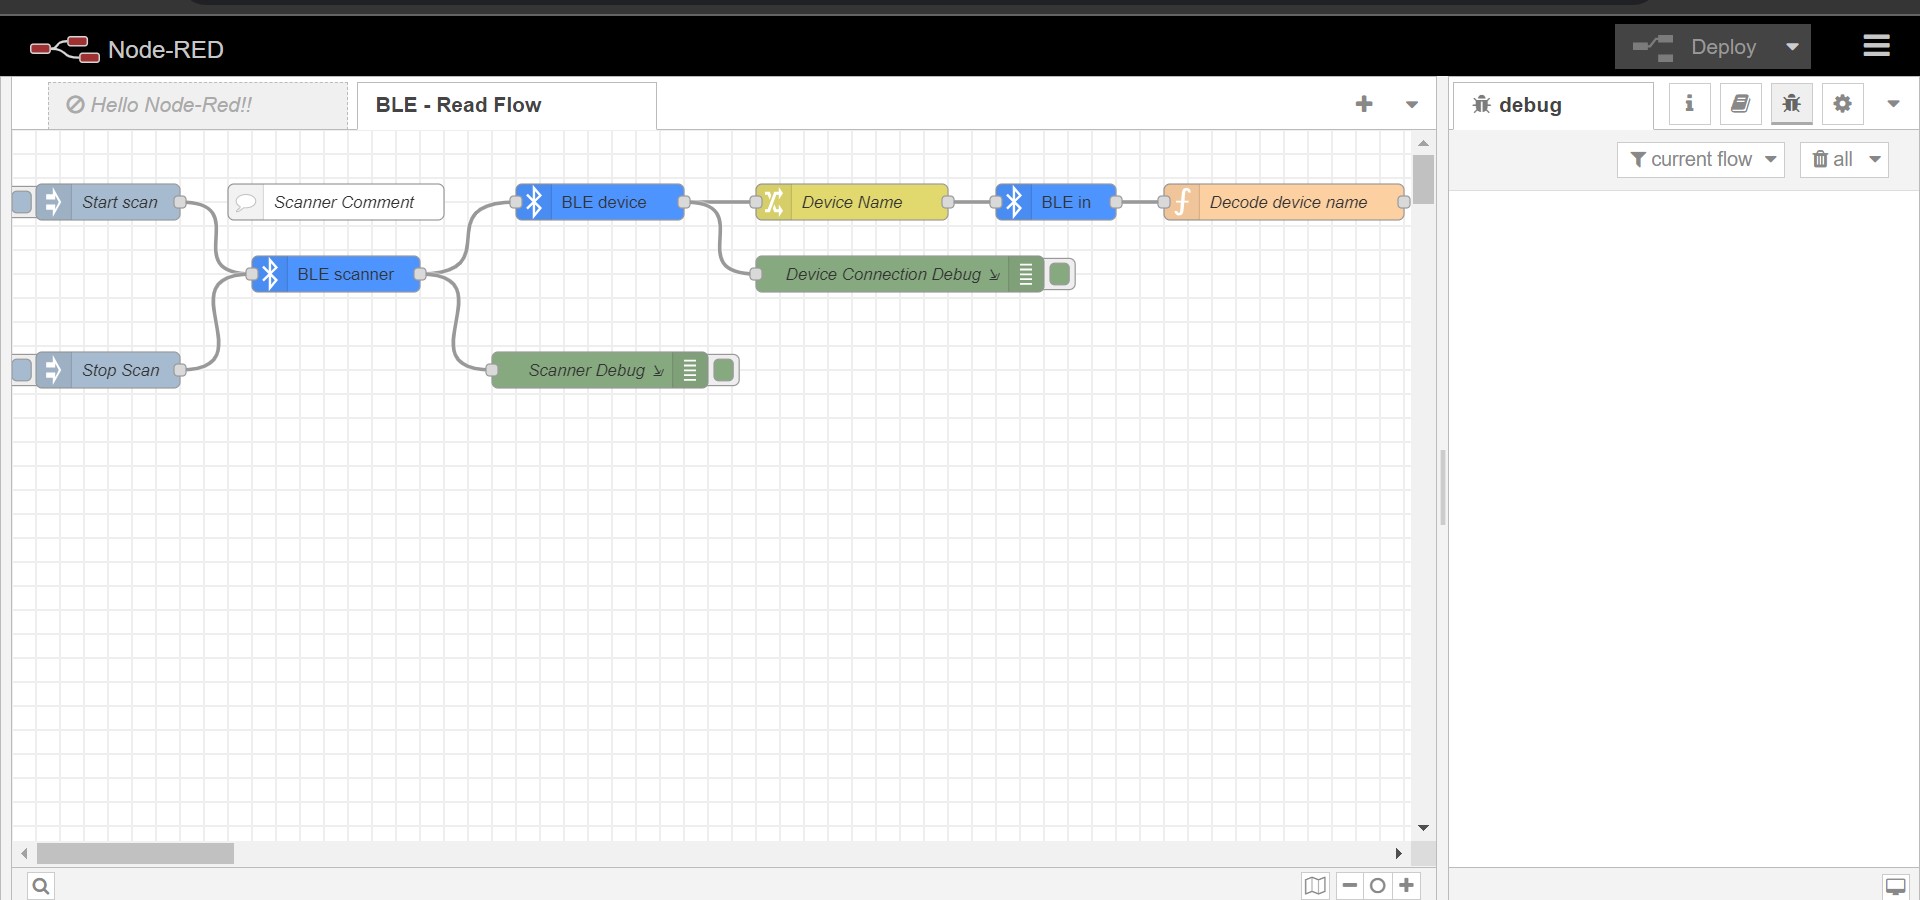 Node-RED
Deploy
Hello Node-Red!!
BLE - Read Flow
debug
current flow
all
Start scan
Scanner Comment
BLE device
Device Name
BLE in
Decode device name
BLE scanner
Device Connection Debug
Stop Scan
Scanner Debug